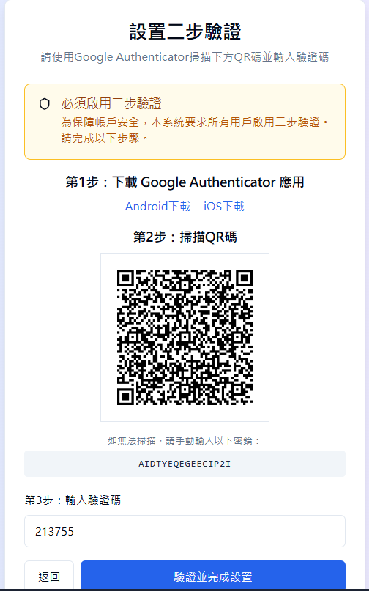 設置二步驗證
請使用Google Authenticator掃描下方QR碼並輸入驗證碼
必須啟用二步驗證
為保障帳戶安全，本系統要求所有用戶啟用二步驗證。
請完成以下步驟。
第1步：下載 Google Authenticator 應用
Android下載 iOS下載
第2步：掃描QR碼
如無法掃描，請手動輸入以下密鑰：
AIDTYEQEGEECIP2I
第3步：輸入驗證碼
213755
返回 驗證並完成設置